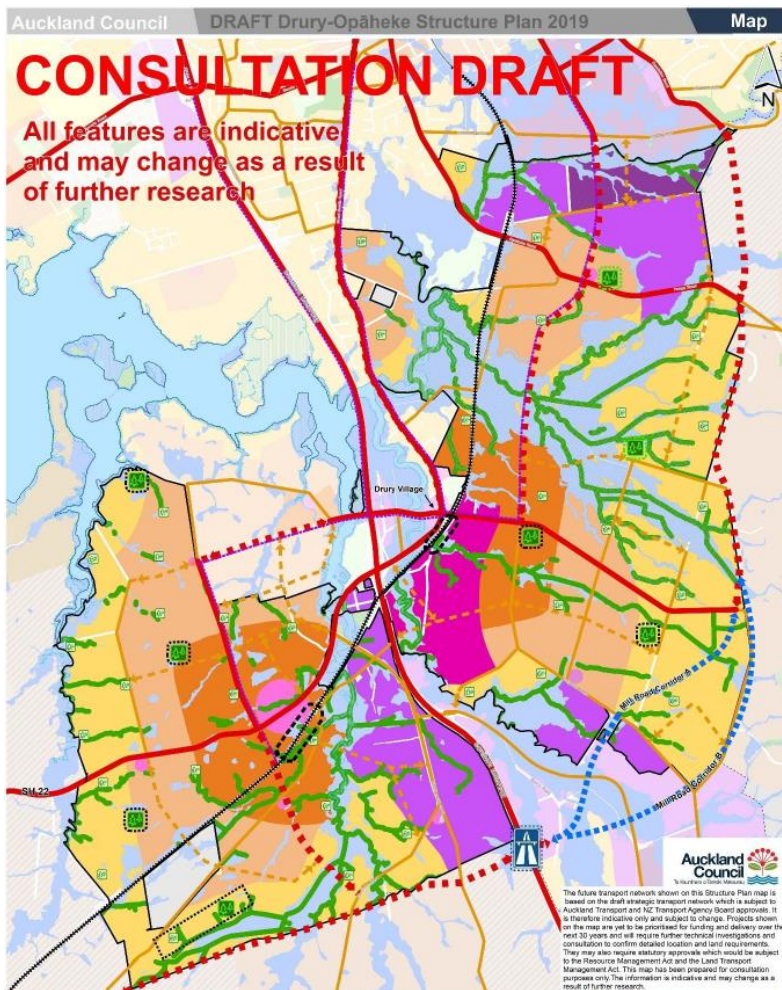 Auckland Council
DRAFT Drury-Opāheke Structure Plan 2019
Map
CONSULTATION DRAFT
All features are indicative
and may change as a result
of further research
N
Drury Village
SH 22
Mill Road Corridor A
Mill Road Corridor B
Auckland
Council
Te Kaunihera o Tāmaki Makaurau
The future transport network shown on this Structure Plan map is
based on the draft strategic transport network which is subject to
Auckland Transport and NZ Transport Agency Board approvals. It
is therefore indicative only and subject to change. Projects shown
on the map are yet to be prioritised for funding and delivery over the
next 30 years and will require further technical investigations and
consultation to confirm detailed location and land requirements.
They may also require statutory approvals which would be subject
to the Resource Management Act and the Land Transport
Management Act. This map has been prepared for consultation
purposes only.The information is indicative and may change as a
result of further research.